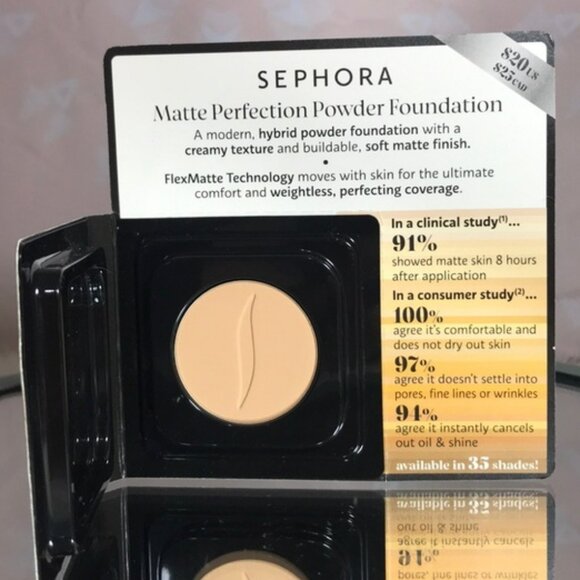 $20 US
$25 CAD
SEPHORA
Matte Perfection Powder Foundation
A modern, hybrid powder foundation with a
creamy texture and buildable, soft matte finish.
•
FlexMatte Technology moves with skin for the ultimate
comfort and weightless, perfecting coverage.
In a clinical study(1)...
91%
showed matte skin 8 hours
after application
In a consumer study(2)...
100%
agree it's comfortable and
does not dry out skin
97%
agree it doesn't settle into
pores, fine lines or wrinkles
94%
agree it instantly cancels
out oil & shine
available in 35 shades!